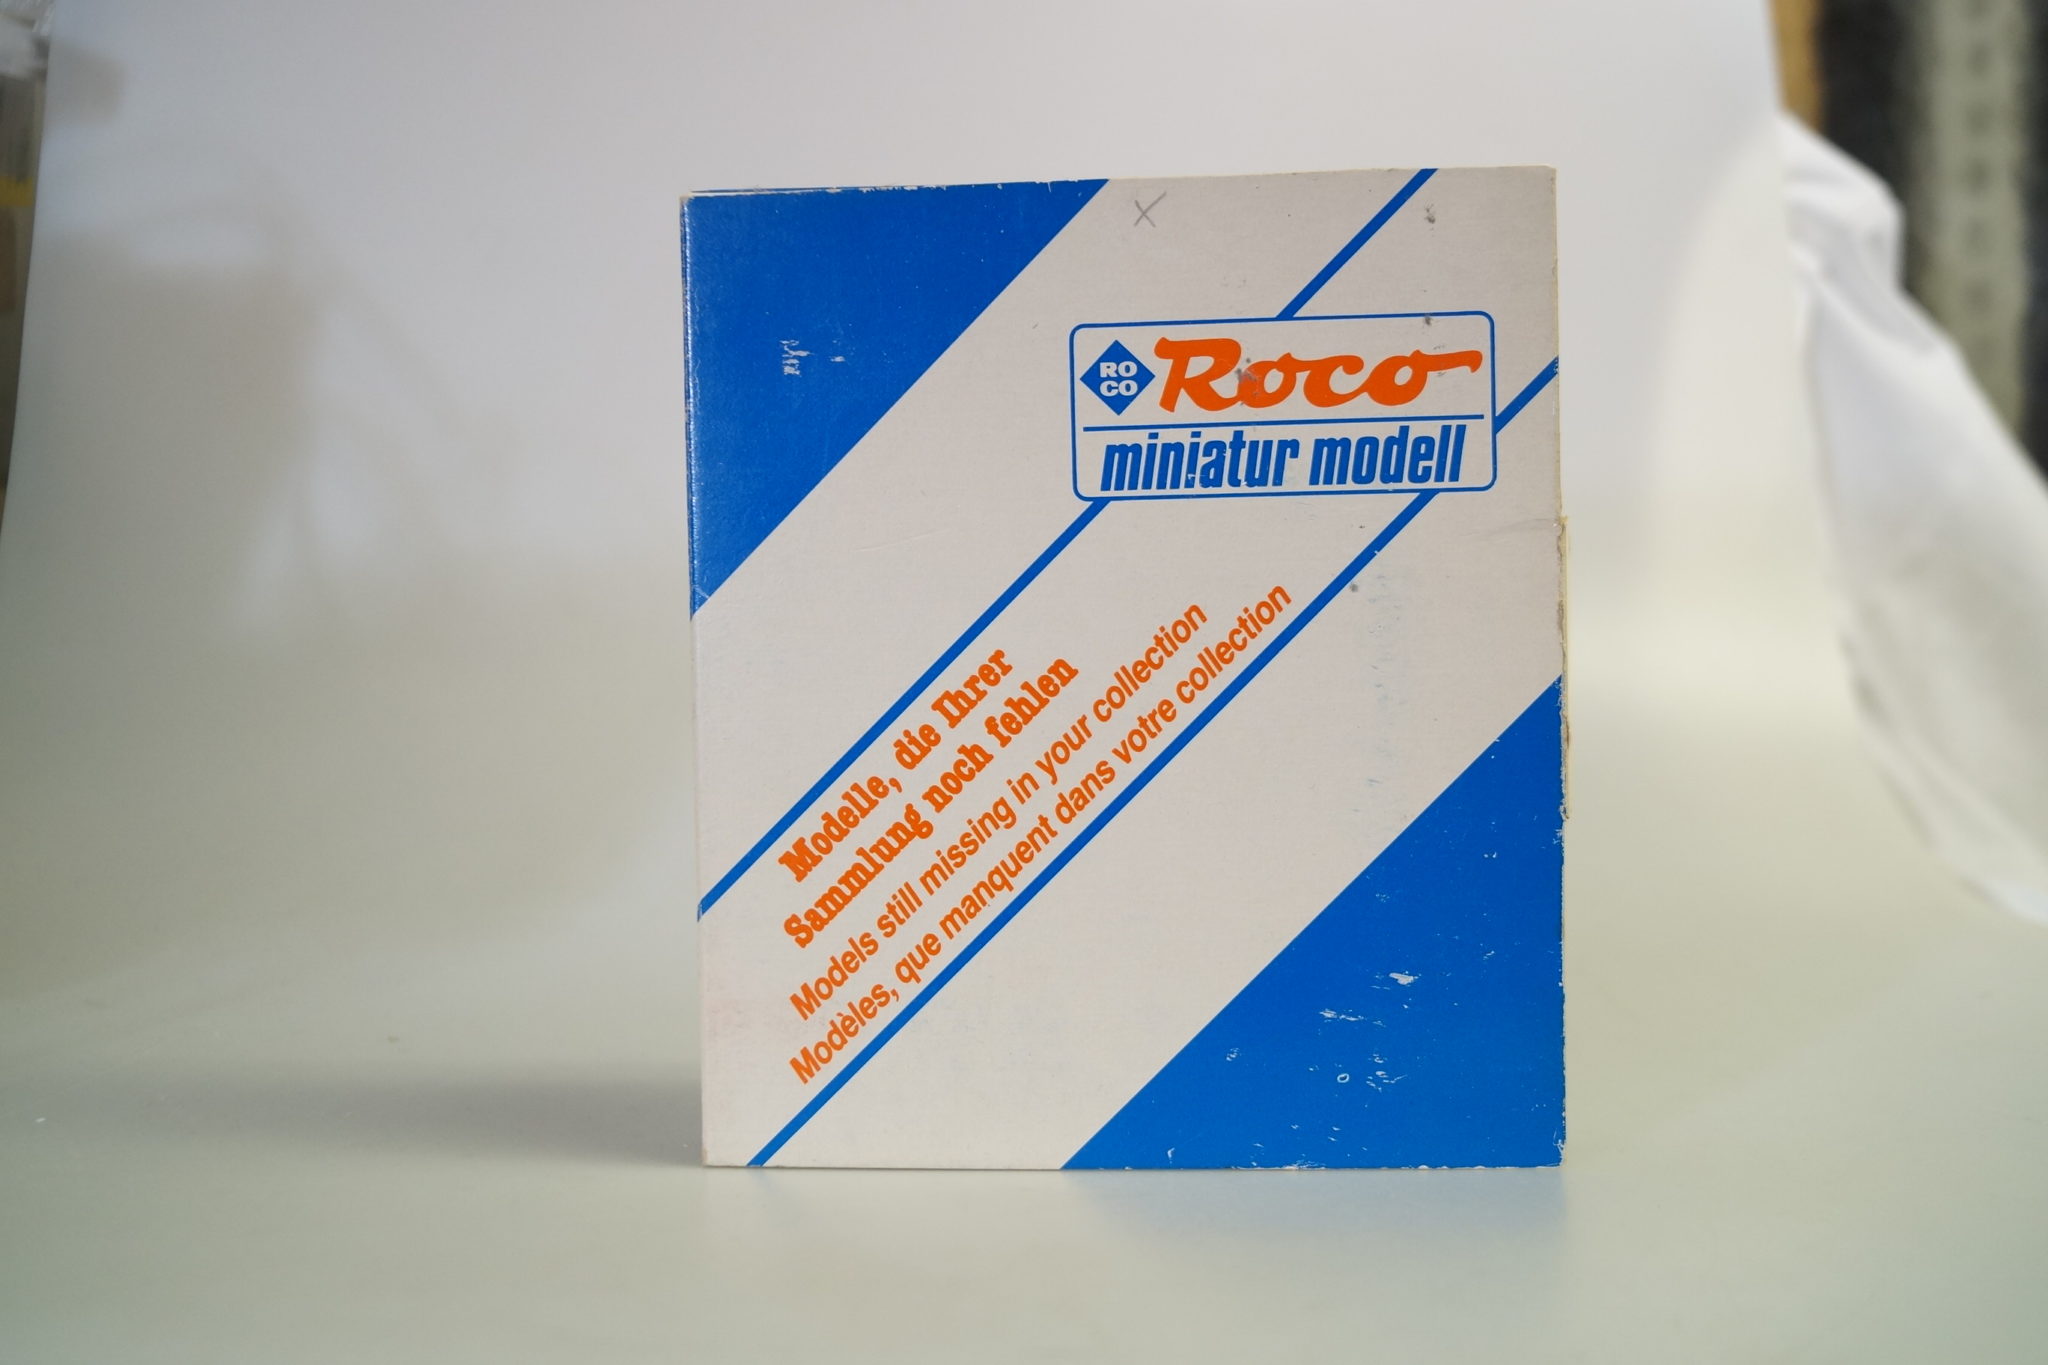 RO
CO
Roco
miniatur modell
Modelle, die Ihrer
Sammlung noch fehlen
Models still missing in your collection
Modèles, que manquent dans votre collection